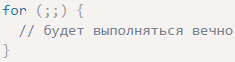 for (;;) {
  // будет выполняться вечно
}